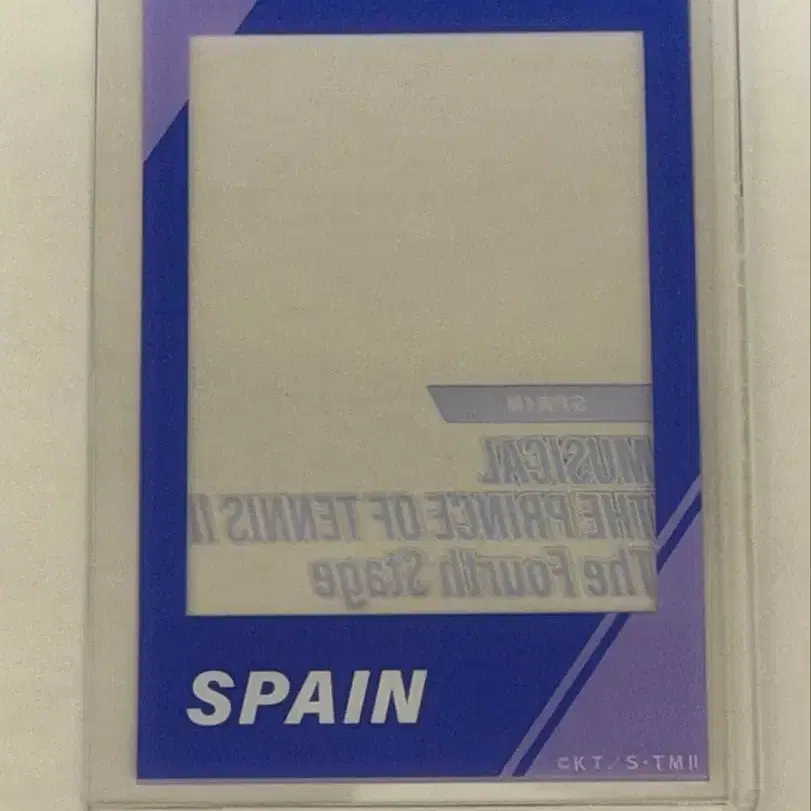 SPAIN
MUSICAL
THE PRINCE OF TENNIS II
The Fourth Stage
SPAIN
©KT/S・TMII